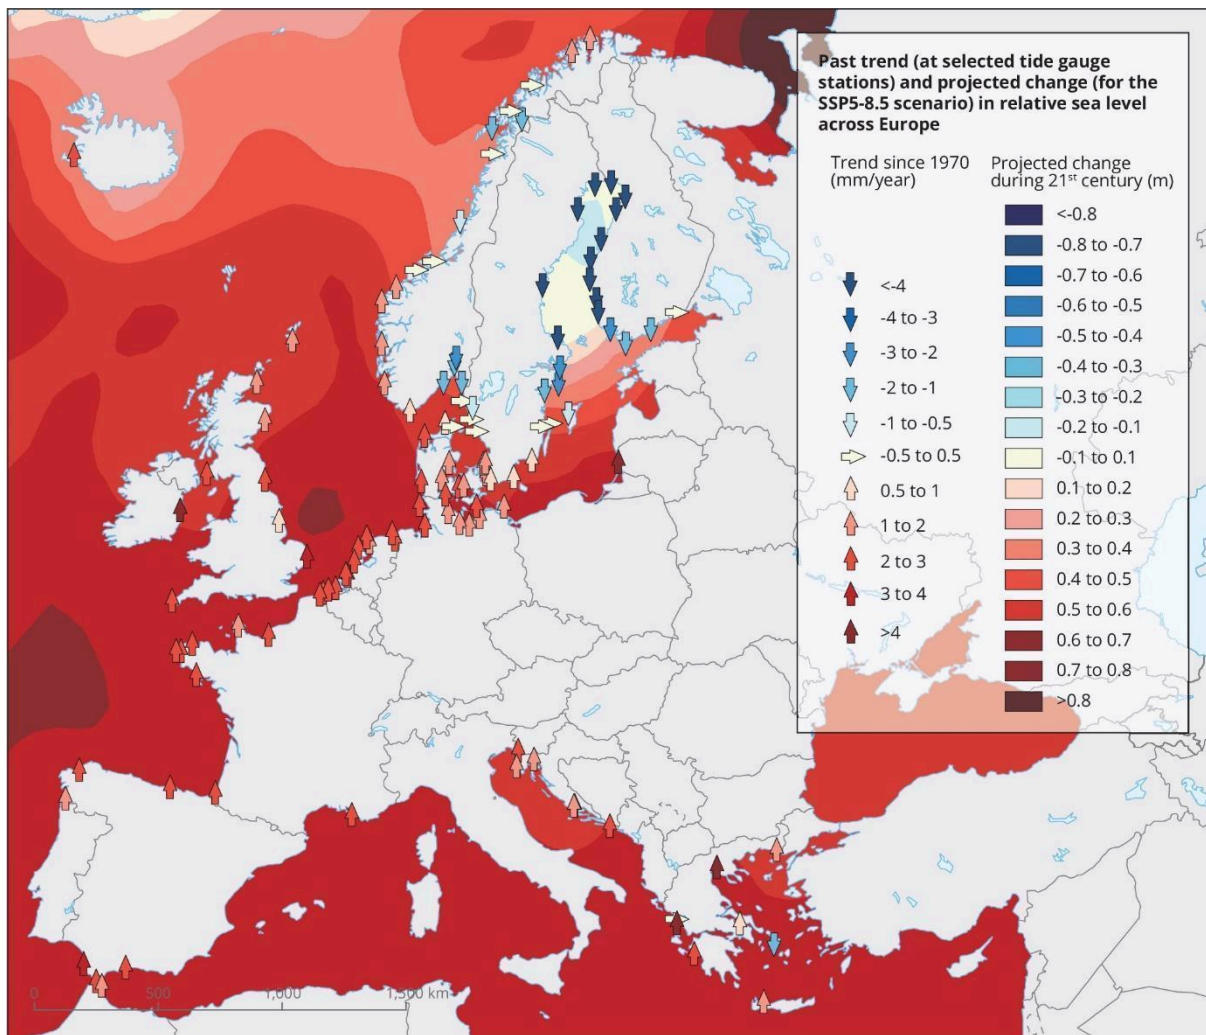 Past trend (at selected tide gauge
stations) and projected change (for the
SSP5-8.5 scenario) in relative sea level
across Europe
Trend since 1970
(mm/year)
<-4
-4 to -3
-3 to -2
-2 to -1
-1 to -0.5
-0.5 to 0.5
0.5 to 1
1 to 2
2 to 3
3 to 4
>4
Projected change
during 21st century (m)
<-0.8
-0.8 to -0.7
-0.7 to -0.6
-0.6 to -0.5
-0.5 to -0.4
-0.4 to -0.3
-0.3 to -0.2
-0.2 to -0.1
-0.1 to 0.1
0.1 to 0.2
0.2 to 0.3
0.3 to 0.4
0.4 to 0.5
0.5 to 0.6
0.6 to 0.7
0.7 to 0.8
>0.8
0 500 1,000 1,500 km